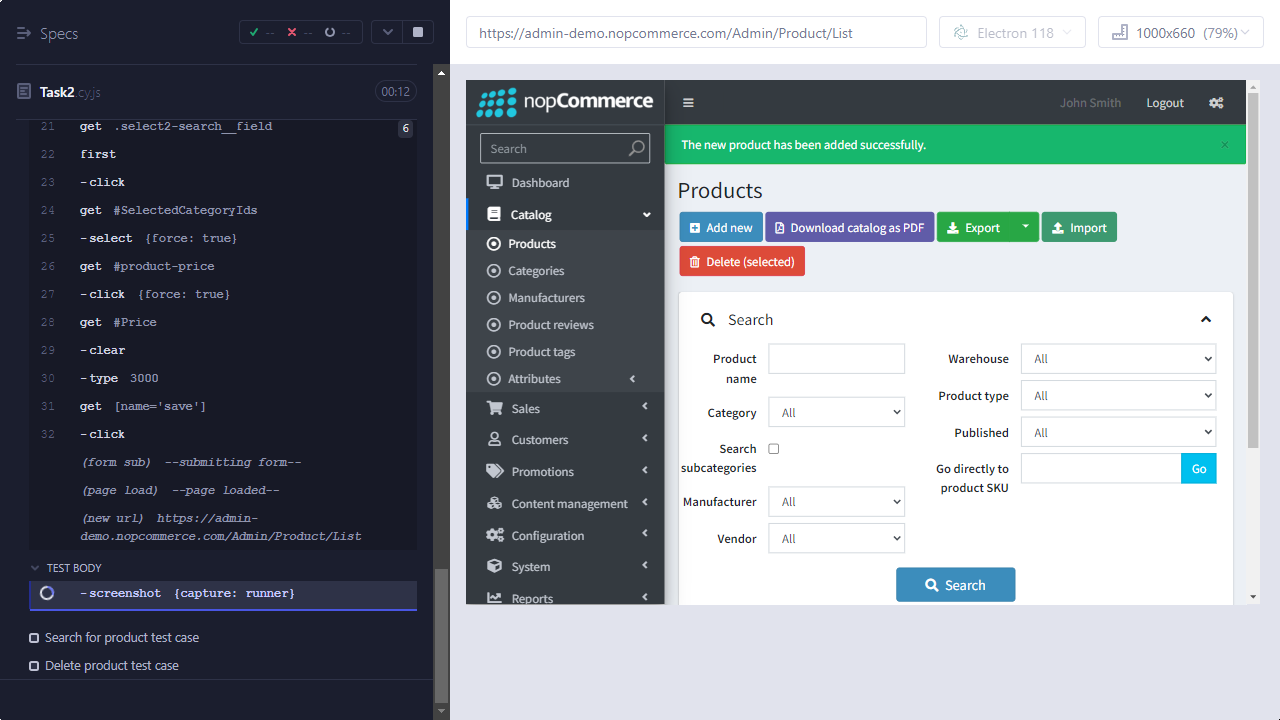 Specs
--
--
--
Task2.cy.js
00:12
21 get .select2-search__field 6
22 first
23 -click
24 get #SelectedCategoryIds
25 -select {force: true}
26 get #product-price
27 -click {force: true}
28 get #Price
29 -clear
30 -type 3000
31 get [name='save']
32 -click
(form sub) --submitting form--
(page load) --page loaded--
(new url) https://admin-
demo.nopcommerce.com/Admin/Product/List
TEST BODY
-screenshot {capture: runner}
Search for product test case
Delete product test case
https://admin-demo.nopcommerce.com/Admin/Product/List
Electron 118
1000x660 (79%)
nopCommerce
John Smith
Logout
Search
Dashboard
Catalog
Products
Categories
Manufacturers
Product reviews
Product tags
Attributes
Sales
Customers
Promotions
Content management
Configuration
System
Reports
The new product has been added successfully.
×
Products
Add new
Download catalog as PDF
Export
Import
Delete (selected)
Search
Product
name
Category
All
Search
subcategories
Manufacturer
All
Vendor
All
Warehouse
All
Product type
All
Published
All
Go directly to
product SKU
Go
Search